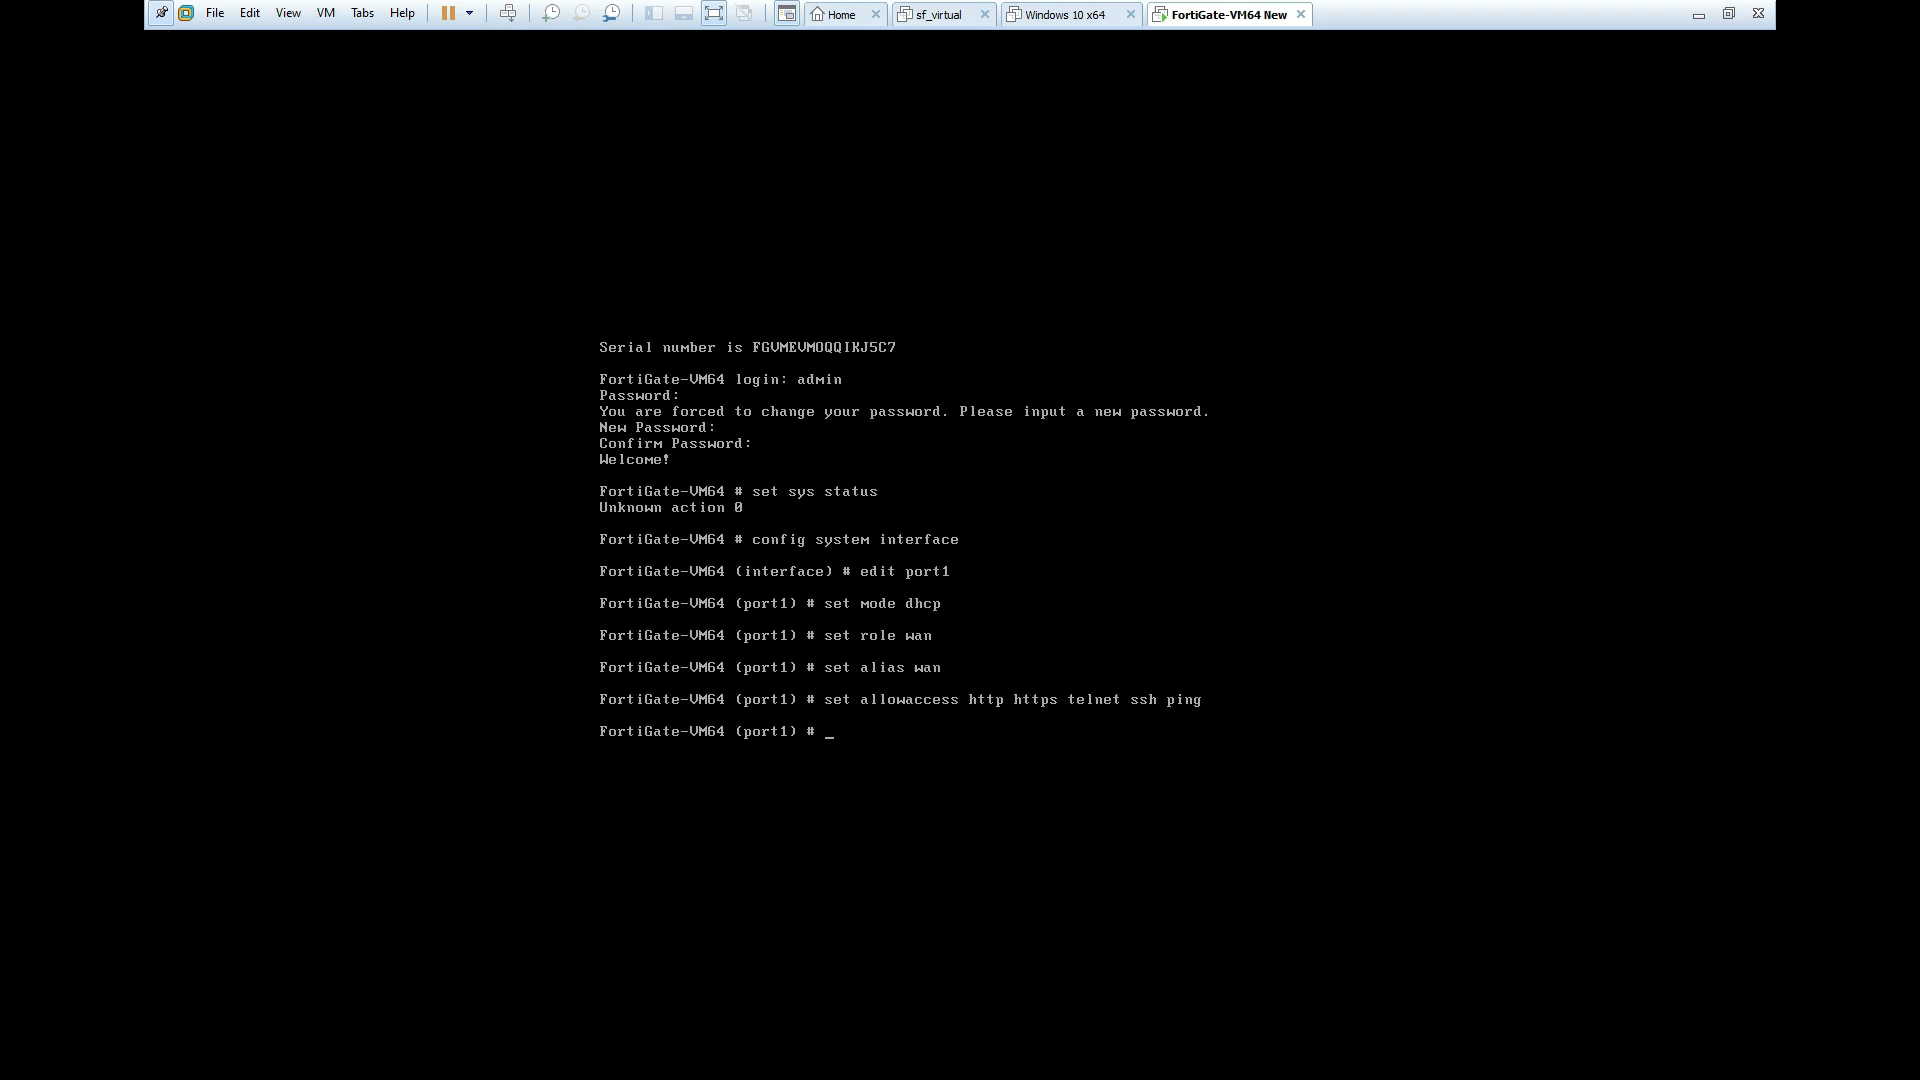 File Edit View VM Tabs Help Home sf_virtual Windows 10 x64 FortiGate-VM64 New
Serial number is FGVMEVMOQQIKJ5C7
FortiGate-VM64 login: admin
Password:
You are forced to change your password. Please input a new password.
New Password:
Confirm Password:
Welcome!
FortiGate-VM64 # set sys status
Unknown action 0
FortiGate-VM64 # config system interface
FortiGate-VM64 (interface) # edit port1
FortiGate-VM64 (port1) # set mode dhcp
FortiGate-VM64 (port1) # set role wan
FortiGate-VM64 (port1) # set alias wan
FortiGate-VM64 (port1) # set allowaccess http https telnet ssh ping
FortiGate-VM64 (port1) # _